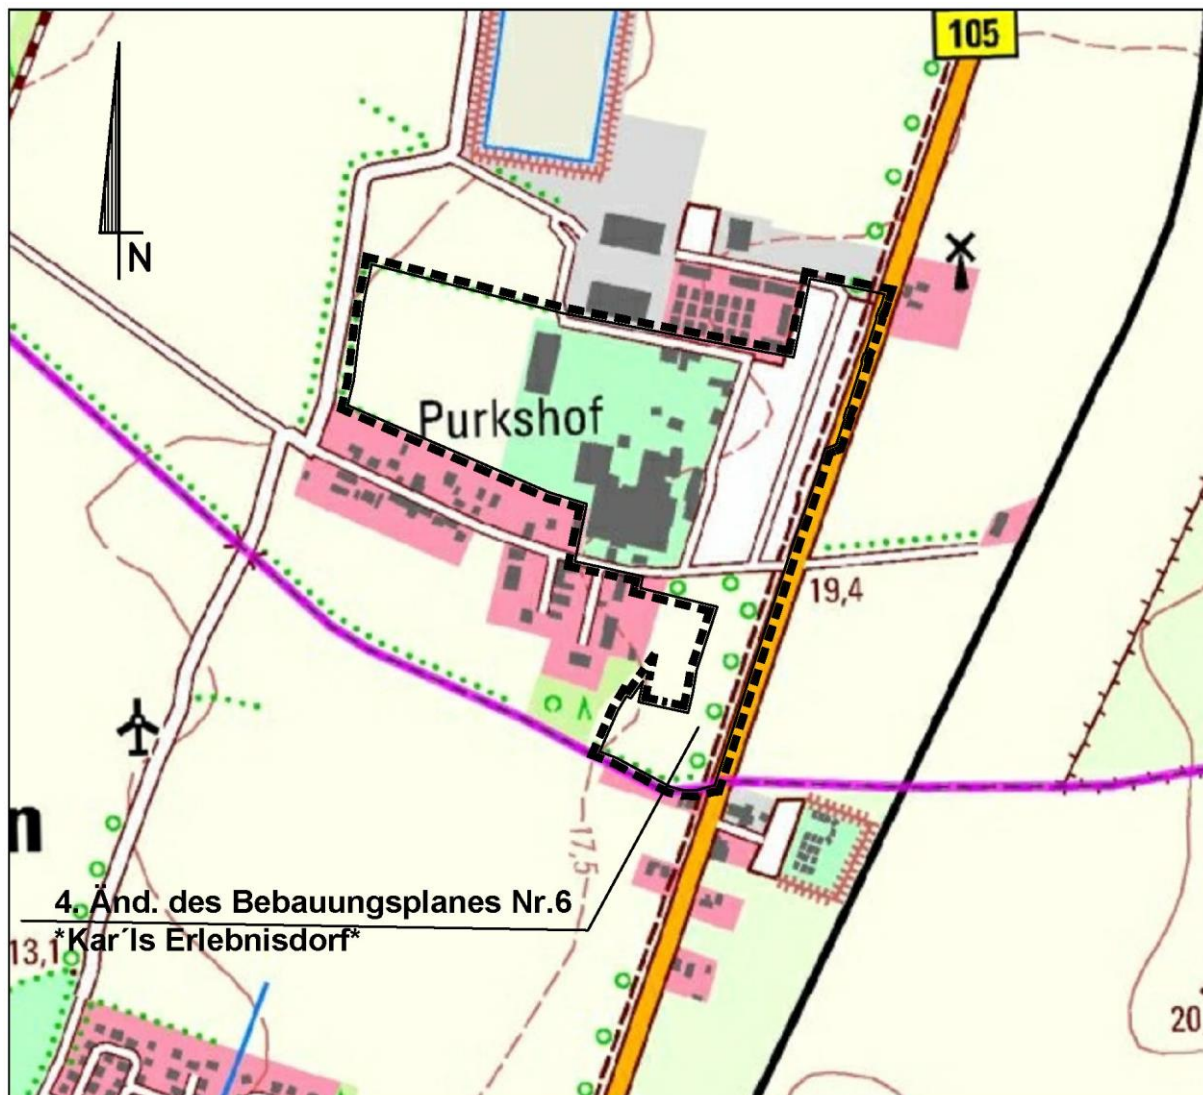 105
N
Purkshof
19,4
n
17,5
4. Änd. des Bebauungsplanes Nr.6
*Kar´ls Erlebnisdorf*
13,1
20